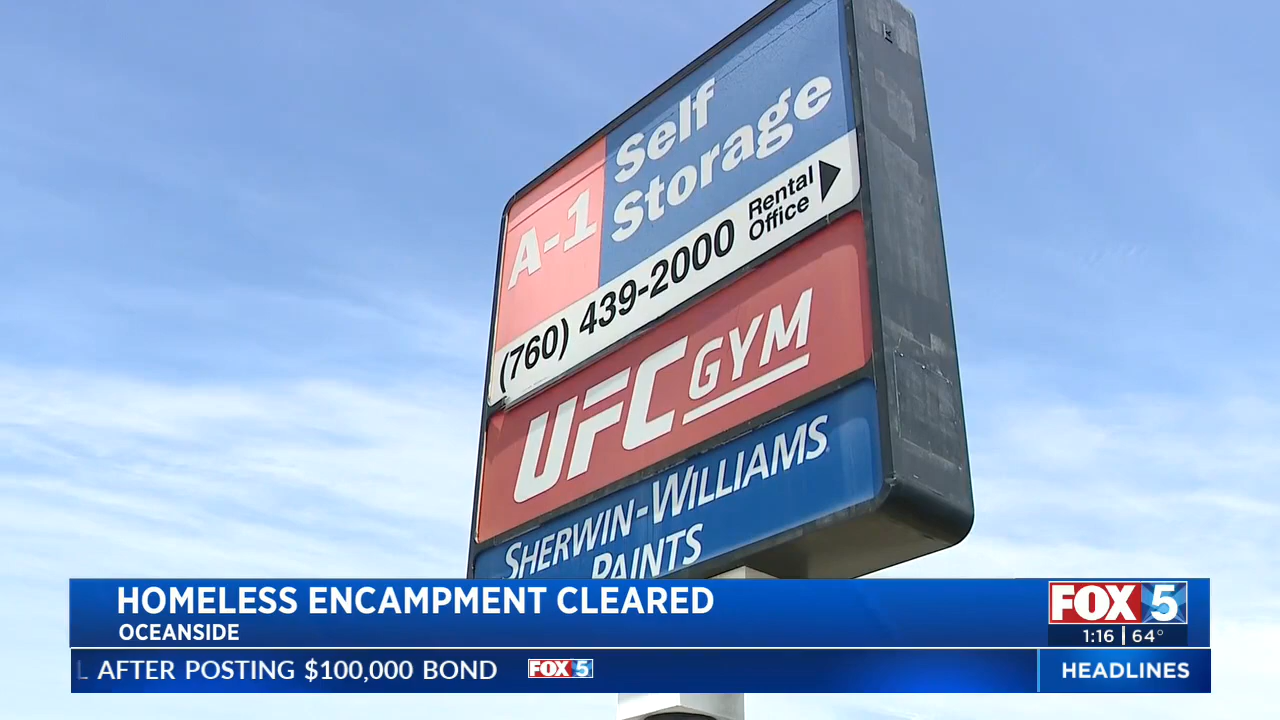 Self
Storage
A-1
Rental
Office
(760) 439-2000
UFC GYM
SHERWIN-WILLIAMS
PAINTS
HOMELESS ENCAMPMENT CLEARED
OCEANSIDE
FOX 5
1:16 | 64°
AFTER POSTING $100,000 BOND FOX 5
HEADLINES